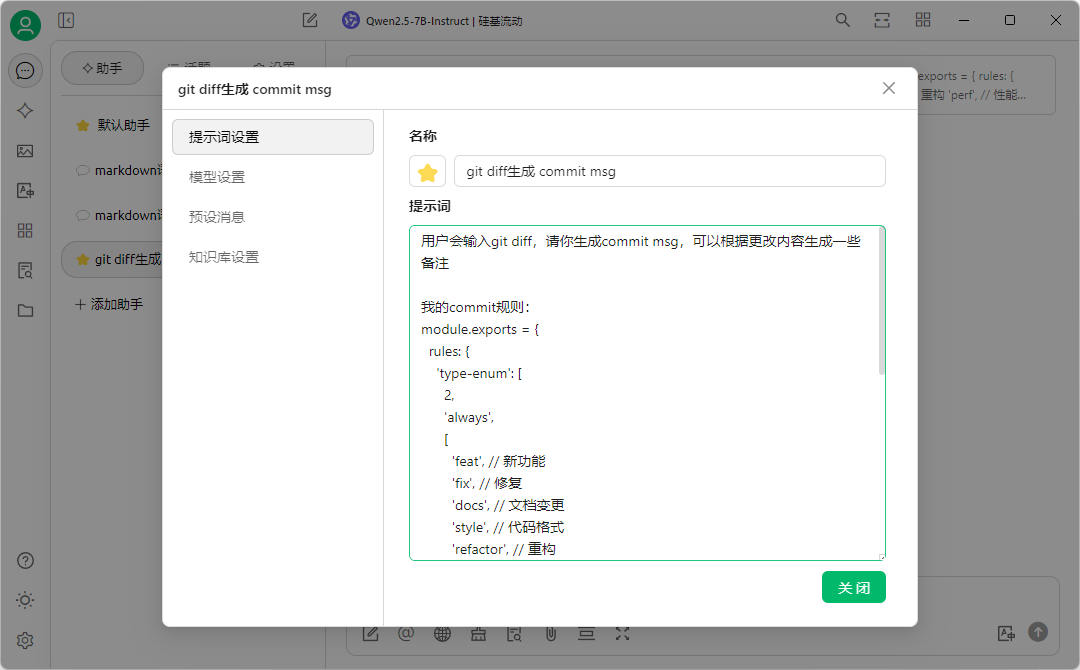 Qwen2.5-7B-Instruct | 硅基流动
助手
话题
设置
exports = { rules: {
重构 'perf', // 性能...
默认助手
markdown
markdown
git diff生成
添加助手
git diff生成 commit msg
提示词设置
模型设置
预设消息
知识库设置
名称
git diff生成 commit msg
提示词
用户会输入git diff，请你生成commit msg，可以根据更改内容生成一些
备注
我的commit规则：
module.exports = {
rules: {
'type-enum': [
2,
'always',
[
'feat', // 新功能
'fix', // 修复
'docs', // 文档变更
'style', // 代码格式
'refactor', // 重构
关 闭